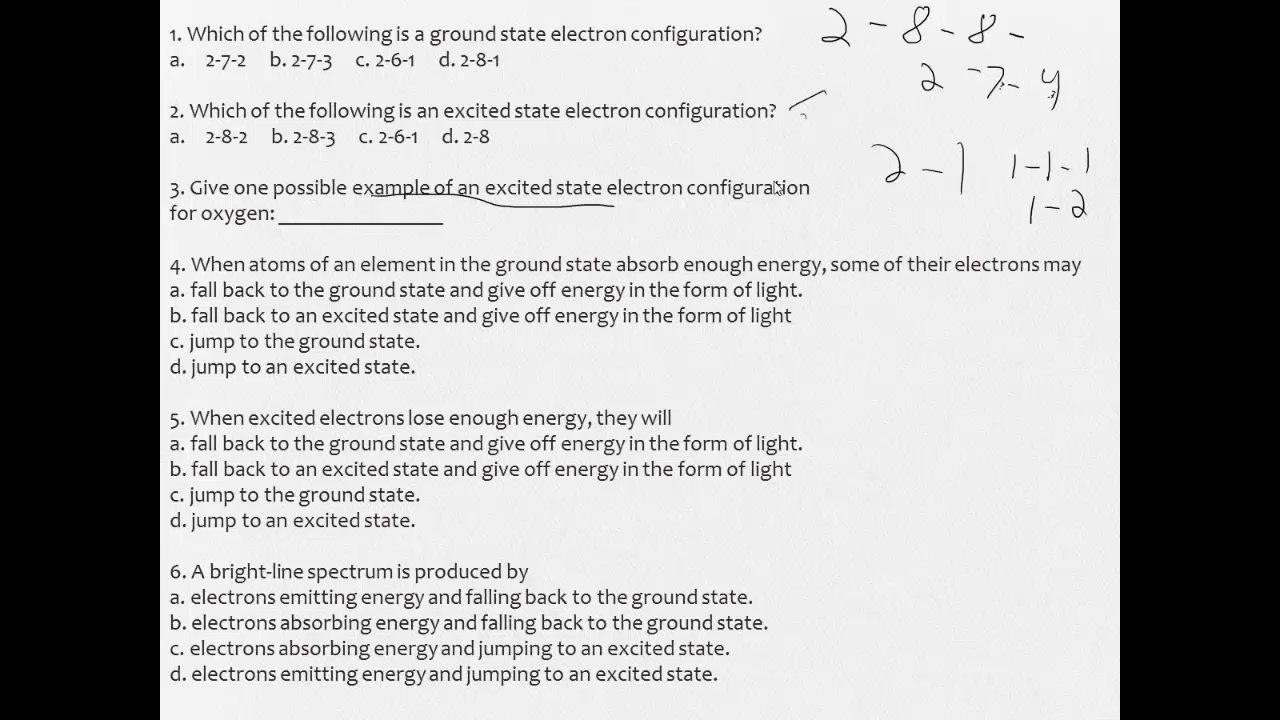 1. Which of the following is a ground state electron configuration?
a. 2-7-2 b. 2-7-3 c. 2-6-1 d. 2-8-1
2. Which of the following is an excited state electron configuration?
a. 2-8-2 b. 2-8-3 c. 2-6-1 d. 2-8
3. Give one possible example of an excited state electron configuration
for oxygen: _______________
4. When atoms of an element in the ground state absorb enough energy, some of their electrons may
a. fall back to the ground state and give off energy in the form of light.
b. fall back to an excited state and give off energy in the form of light
c. jump to the ground state.
d. jump to an excited state.
5. When excited electrons lose enough energy, they will
a. fall back to the ground state and give off energy in the form of light.
b. fall back to an excited state and give off energy in the form of light
c. jump to the ground state.
d. jump to an excited state.
6. A bright-line spectrum is produced by
a. electrons emitting energy and falling back to the ground state.
b. electrons absorbing energy and falling back to the ground state.
c. electrons absorbing energy and jumping to an excited state.
d. electrons emitting energy and jumping to an excited state.
2 - 8 - 8 -
2 - 7 - 4
2 - 1
1 - 1 - 1
1 - 2